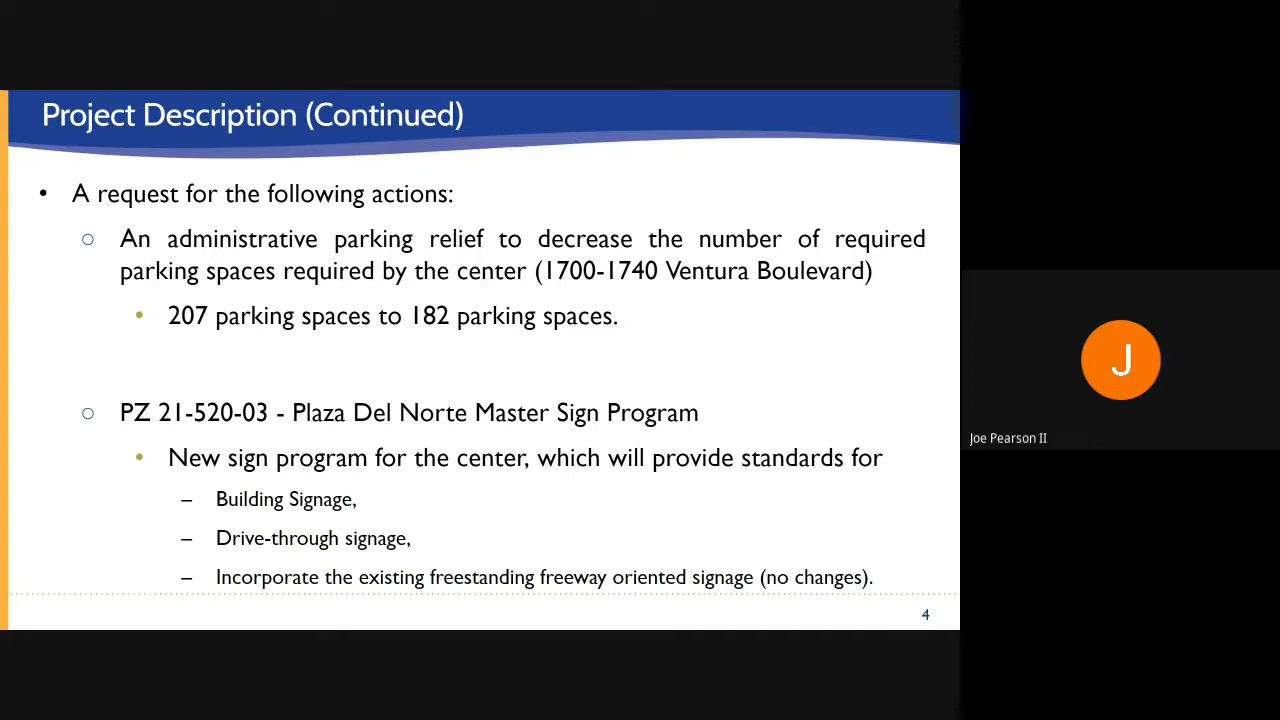 Project Description (Continued)
• A request for the following actions:
○ An administrative parking relief to decrease the number of required
parking spaces required by the center (1700-1740 Ventura Boulevard)
• 207 parking spaces to 182 parking spaces.
○ PZ 21-520-03 - Plaza Del Norte Master Sign Program
• New sign program for the center, which will provide standards for
– Building Signage,
– Drive-through signage,
– Incorporate the existing freestanding freeway oriented signage (no changes).
4
J
Joe Pearson II